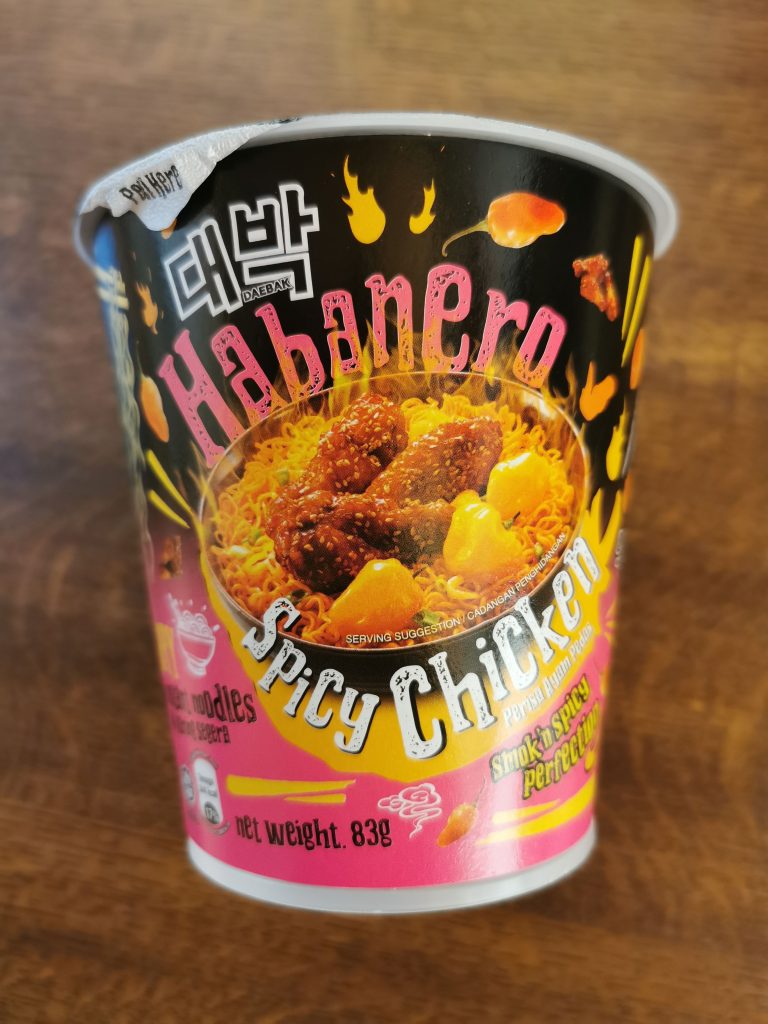 Peel Here
대박
DAEBAK
Habanero
SERVING SUGGESTION / CADANGAN PENGHIDANGAN
Spicy Chicken
Perisa Ayam Pedas
noodles
Segera
Smok'n Spicy
perfection
net weight. 83g